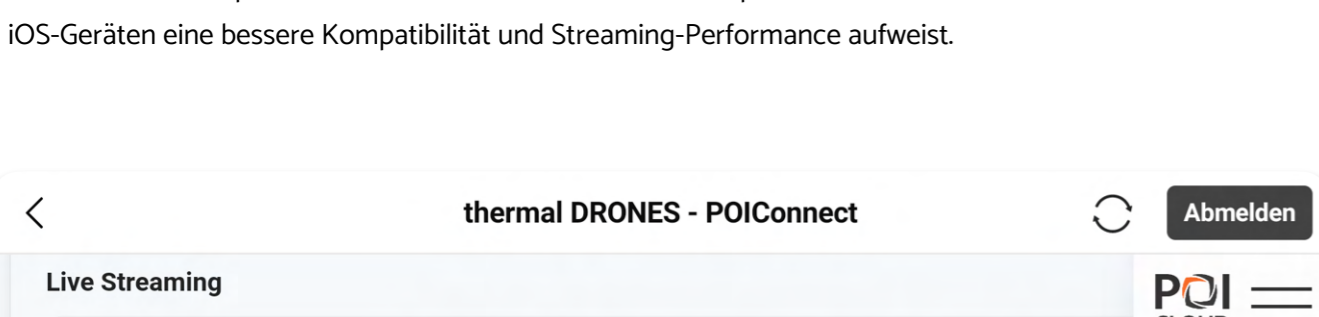 iOS-Geräten eine bessere Kompatibilität und Streaming-Performance aufweist.
thermal DRONES - POIConnect
Abmelden
Live Streaming
POI